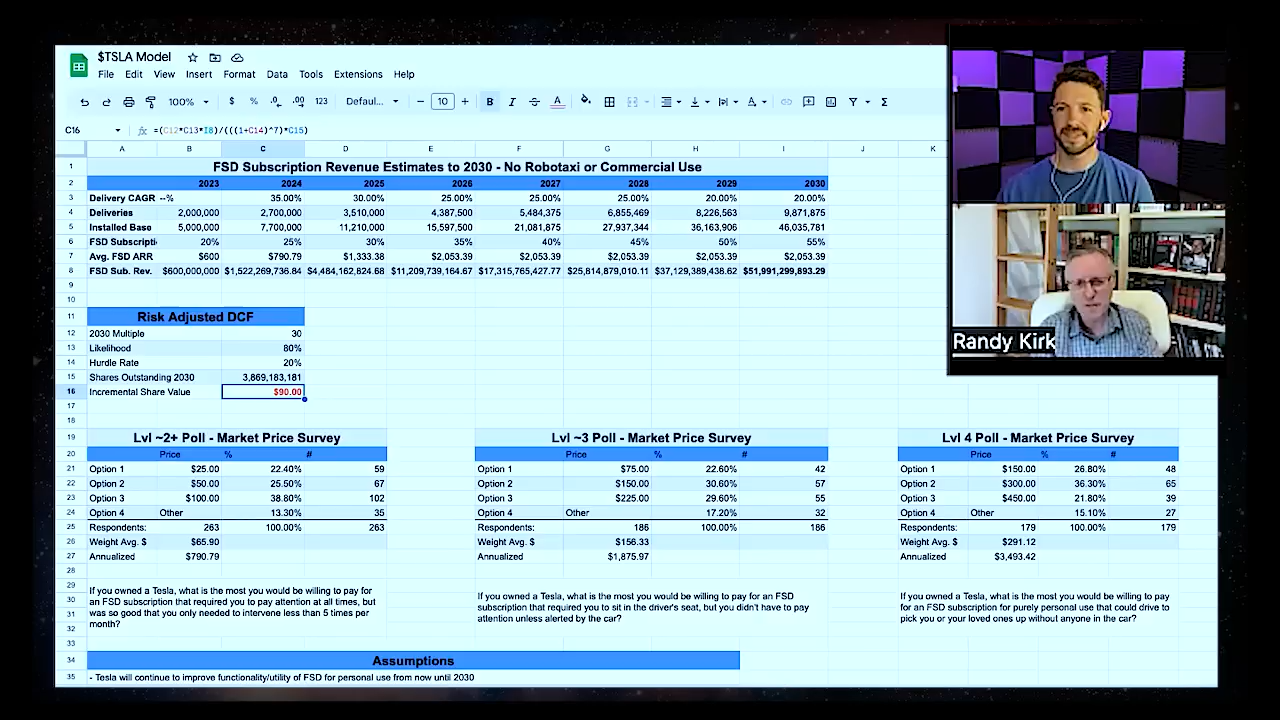 $TSLA Model
File Edit View Insert Format Data Tools Extensions Help
100% $ % .0 .00 123 Defaul... − 10 + B I S A
C16 fx =(C12*C13*I8)/(((1+C14)^7)*C15)
A B C D E F G H I J K
1 FSD Subscription Revenue Estimates to 2030 - No Robotaxi or Commercial Use
2 2023 2024 2025 2026 2027 2028 2029 2030
3 Delivery CAGR --% 35.00% 30.00% 25.00% 25.00% 25.00% 20.00% 20.00%
4 Deliveries 2,000,000 2,700,000 3,510,000 4,387,500 5,484,375 6,855,469 8,226,563 9,871,875
5 Installed Base 5,000,000 7,700,000 11,210,000 15,597,500 21,081,875 27,937,344 36,163,906 46,035,781
6 FSD Subscripti 20% 25% 30% 35% 40% 45% 50% 55%
7 Avg. FSD ARR $600 $790.79 $1,333.38 $2,053.39 $2,053.39 $2,053.39 $2,053.39 $2,053.39
8 FSD Sub. Rev. $600,000,000 $1,522,269,736.84 $4,484,162,824.68 $11,209,739,164.67 $17,315,765,427.77 $25,814,879,010.11 $37,129,389,438.62 $51,991,299,893.29
9
10
11 Risk Adjusted DCF
12 2030 Multiple 30
13 Likelihood 80%
14 Hurdle Rate 20%
15 Shares Outstanding 2030 3,869,183,181
16 Incremental Share Value $90.00
17
18
19 Lvl ~2+ Poll - Market Price Survey Lvl ~3 Poll - Market Price Survey Lvl 4 Poll - Market Price Survey
20 Price % # Price % # Price % #
21 Option 1 $25.00 22.40% 59 Option 1 $75.00 22.60% 42 Option 1 $150.00 26.80% 48
22 Option 2 $50.00 25.50% 67 Option 2 $150.00 30.60% 57 Option 2 $300.00 36.30% 65
23 Option 3 $100.00 38.80% 102 Option 3 $225.00 29.60% 55 Option 3 $450.00 21.80% 39
24 Option 4 Other 13.30% 35 Option 4 Other 17.20% 32 Option 4 Other 15.10% 27
25 Respondents: 263 100.00% 263 Respondents: 186 100.00% 186 Respondents: 179 100.00% 179
26 Weight Avg. $ $65.90 Weight Avg. $ $156.33 Weight Avg. $ $291.12
27 Annualized $790.79 Annualized $1,875.97 Annualized $3,493.42
28
29
30
31
32
If you owned a Tesla, what is the most you would be willing to pay for
an FSD subscription that required you to pay attention at all times, but
was so good that you only needed to intervene less than 5 times per
month?
If you owned a Tesla, what is the most you would be willing to pay for an FSD
subscription that required you to sit in the driver's seat, but you didn't have to pay
attention unless alerted by the car?
If you owned a Tesla, what is the most you would be willing to pay
for an FSD subscription for purely personal use that could drive to
pick you or your loved ones up without anyone in the car?
33
34 Assumptions
35 - Tesla will continue to improve functionality/utility of FSD for personal use from now until 2030
Randy Kirk